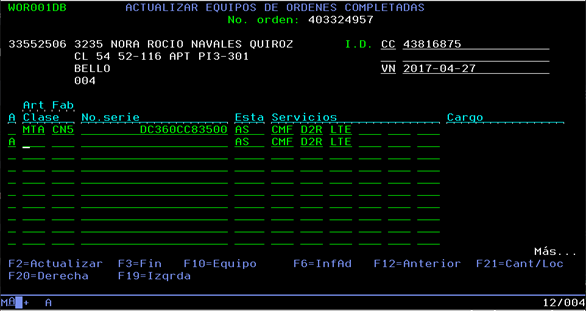 WOR001DB ACTUALIZAR EQUIPOS DE ORDENES COMPLETADAS
No. orden: 403324957
33552506 3235 NORA ROCIO NAVALES QUIROZ I.D. CC 43816875
CL 54 52-116 APT PI3-301
BELLO VN 2017-04-27
004
Art Fab
A Clase No.serie Esta Servicios Cargo
MTA CN5 DC360CC83500 AS CMF D2R LTE
A AS CMF D2R LTE
Más...
F2=Actualizar F3=Fin F10=Equipo F6=InfAd F12=Anterior F21=Cant/Loc
F20=Derecha F19=Izqrda
A 12/004